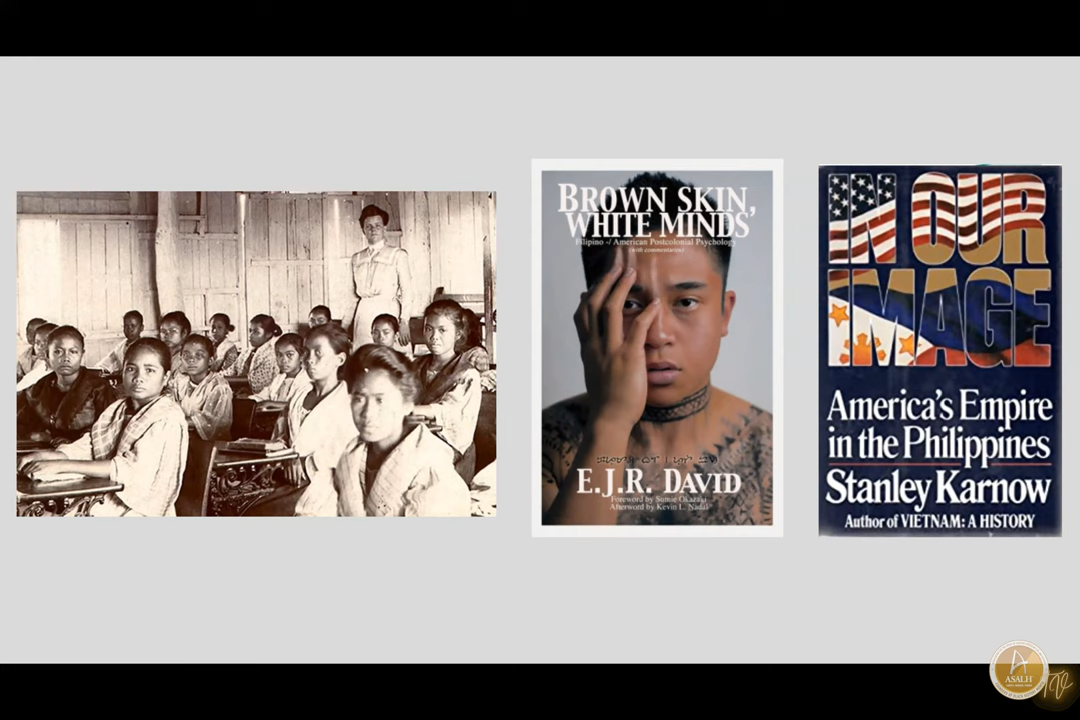 BROWN SKIN,
WHITE MINDS
Filipino -/ American Postcolonial Psychology
(with commentaries)
E.J.R. DAVID
Foreword by Sumie Okazaki
Afterword by Kevin L. Nadal
IN OUR
IMAGE
America's Empire
in the Philippines
Stanley Karnow
Author of VIETNAM: A HISTORY
ASALH
TV